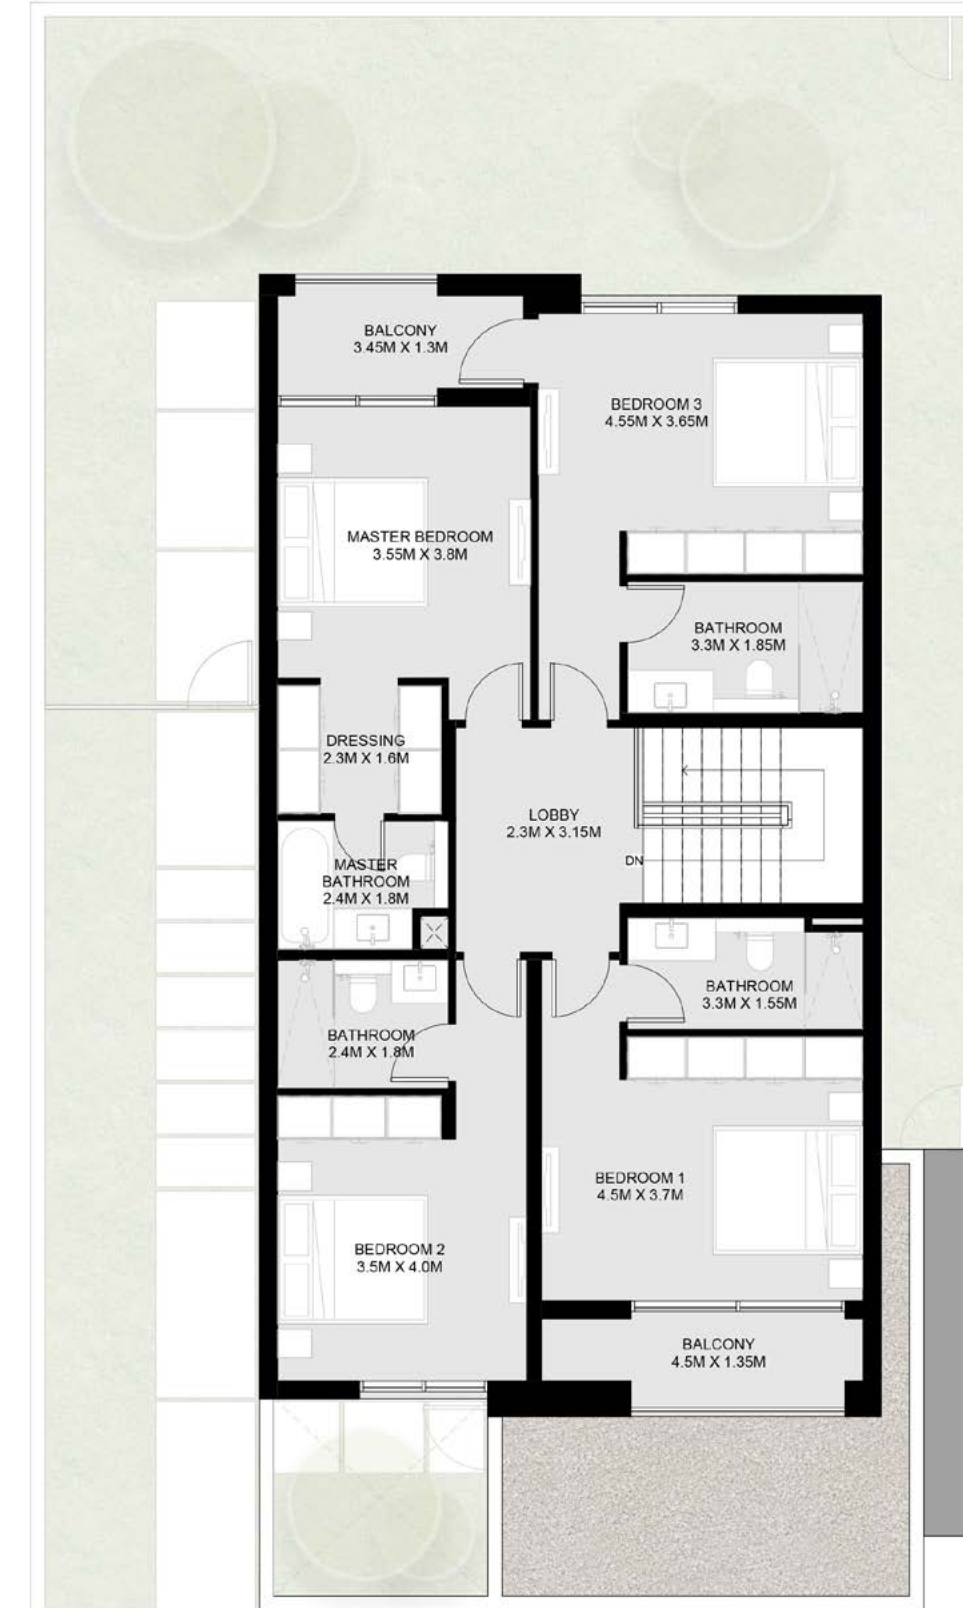 BALCONY
3.45M X 1.3M
BEDROOM 3
4.55M X 3.65M
MASTER BEDROOM
3.55M X 3.8M
BATHROOM
3.3M X 1.85M
DRESSING
2.3M X 1.6M
LOBBY
2.3M X 3.15M
DN
MASTER
BATHROOM
2.4M X 1.8M
BATHROOM
3.3M X 1.55M
BATHROOM
2.4M X 1.8M
BEDROOM 1
4.5M X 3.7M
BEDROOM 2
3.5M X 4.0M
BALCONY
4.5M X 1.35M